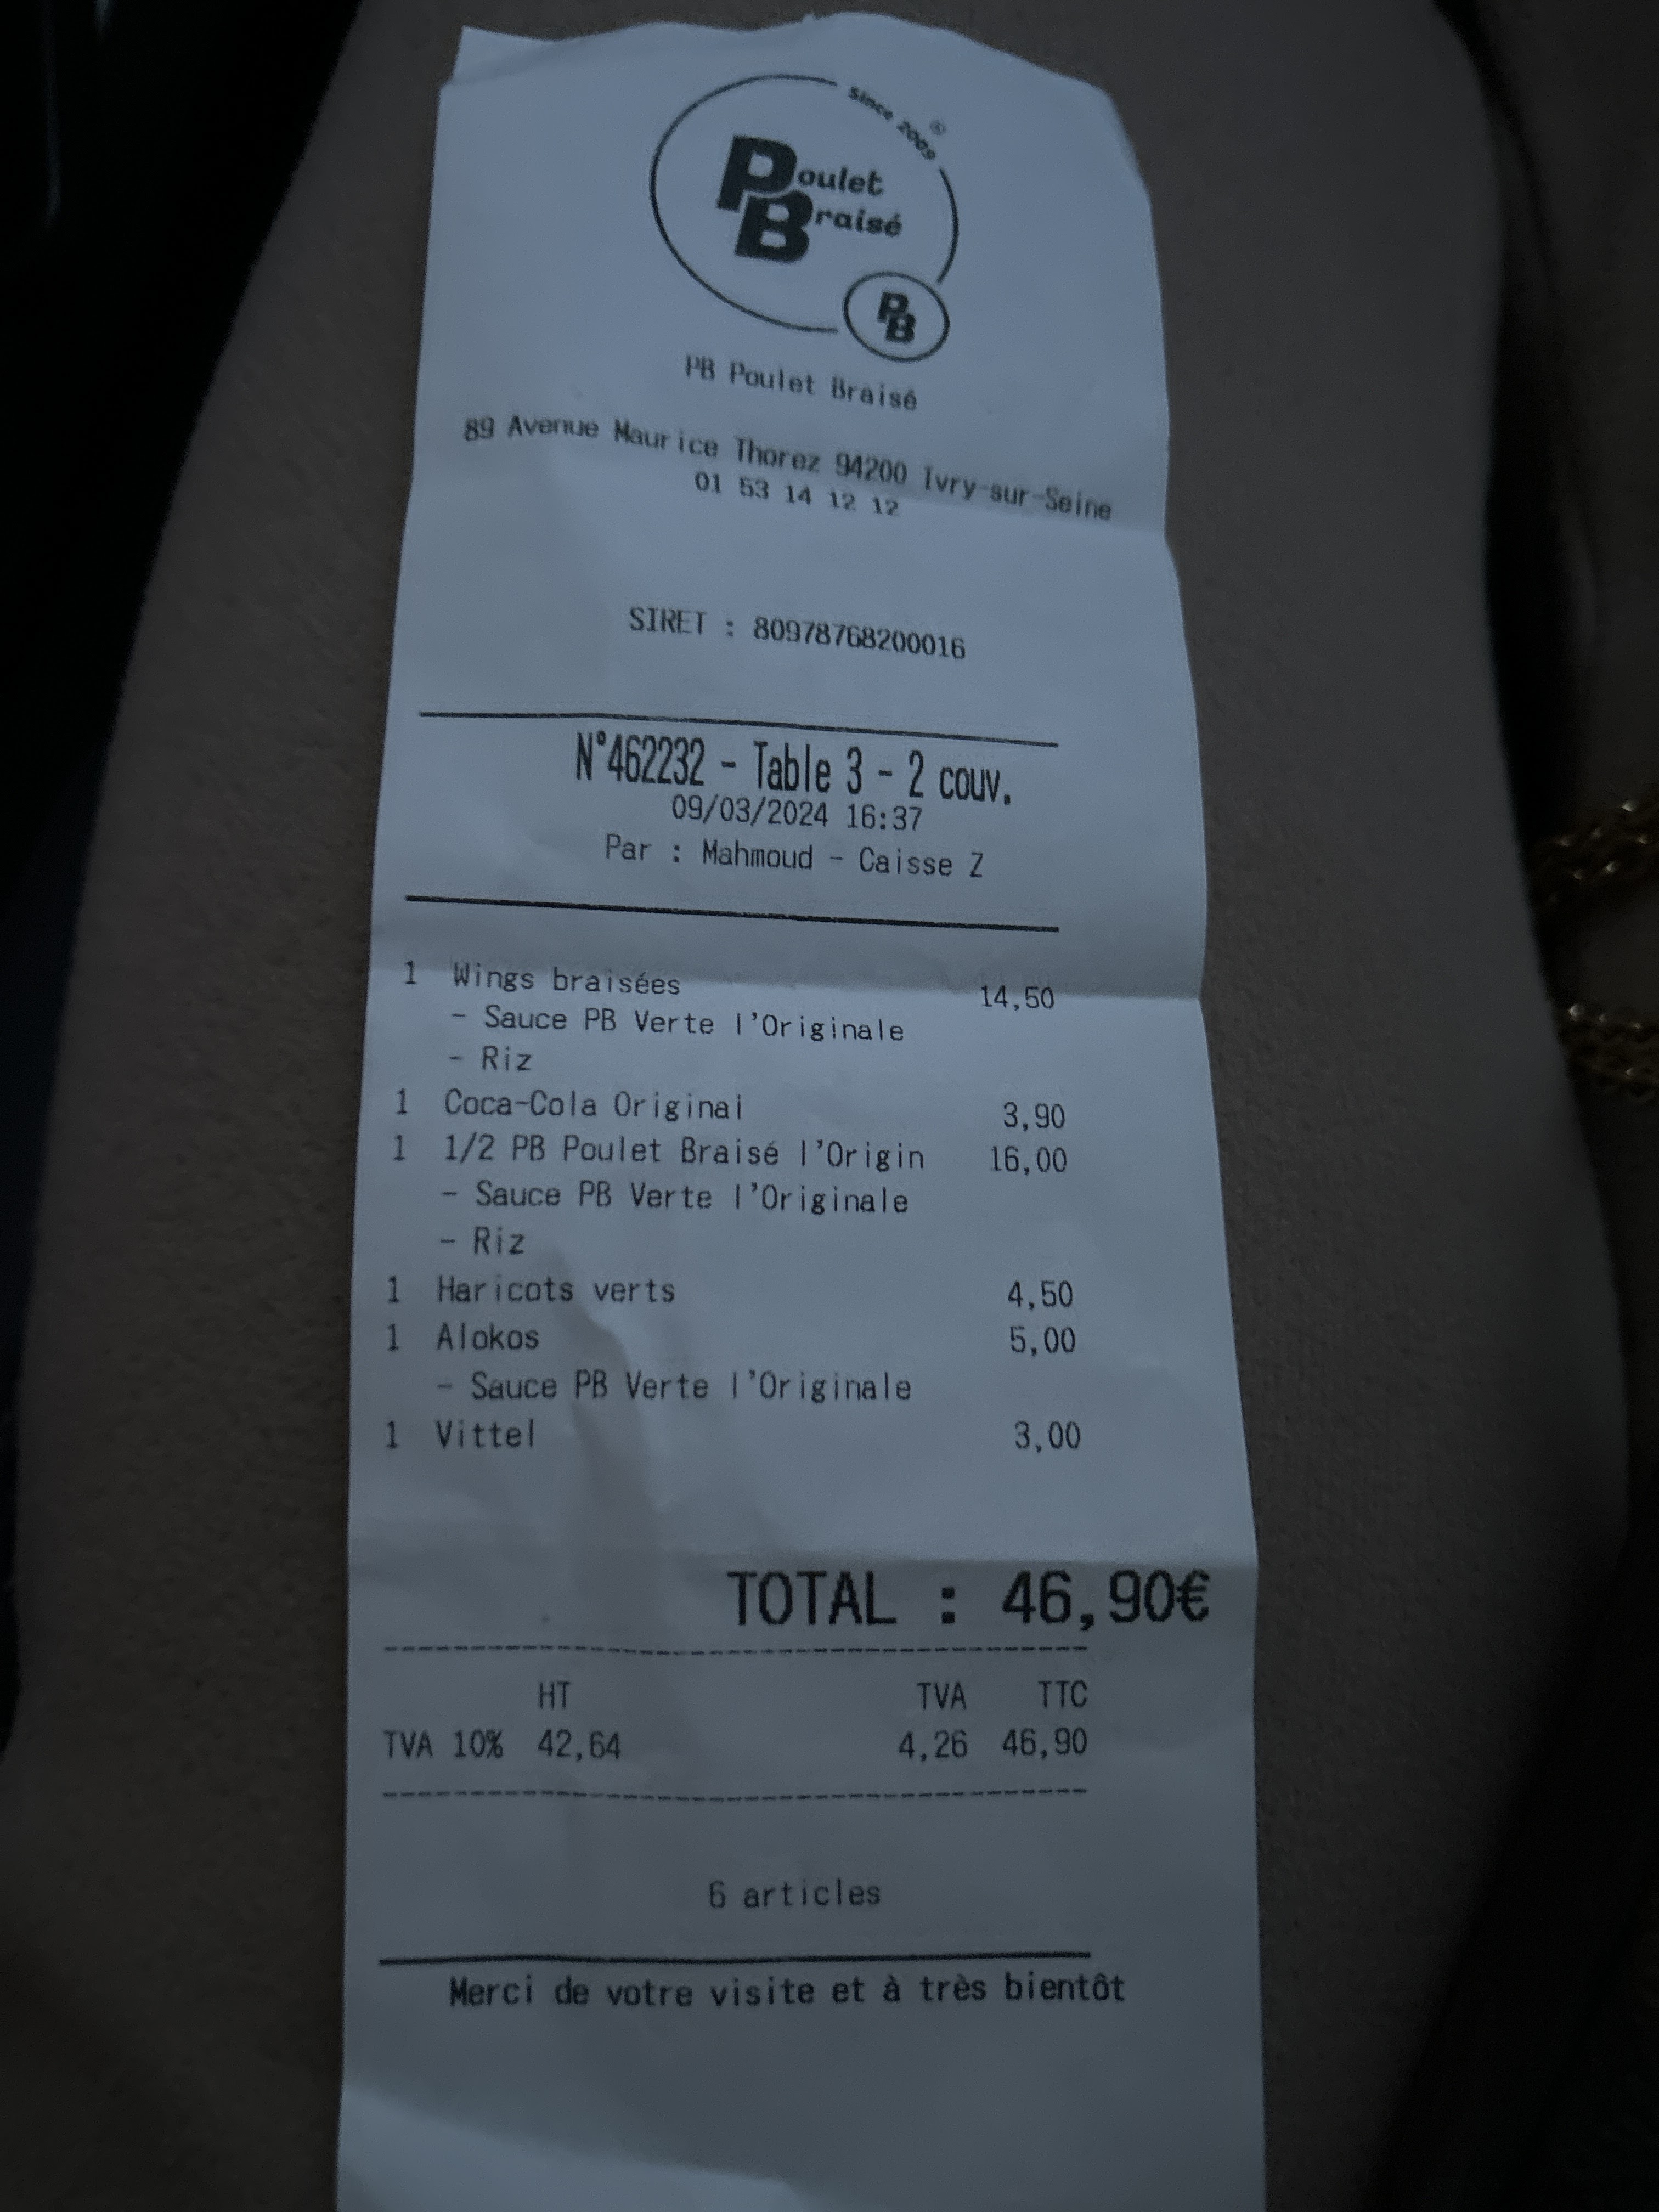 Since 2009
Poulet
Braisé
PB
PB Poulet Braisé
89 Avenue Maurice Thorez 94200 Ivry-sur-Seine
01 53 14 12 12
SIRET : 80978768200016
N°462232 - Table 3 - 2 couv.
09/03/2024 16:37
Par : Mahmoud - Caisse Z
1 Wings braisées 14,50
- Sauce PB Verte l'Originale
- Riz
1 Coca-Cola Original 3,90
1 1/2 PB Poulet Braisé l'Origin 16,00
- Sauce PB Verte l'Originale
- Riz
1 Haricots verts 4,50
1 Alokos 5,00
- Sauce PB Verte l'Originale
1 Vittel 3,00
TOTAL : 46,90€
HT TVA TTC
TVA 10% 42,64 4,26 46,90
6 articles
Merci de votre visite et à très bientôt